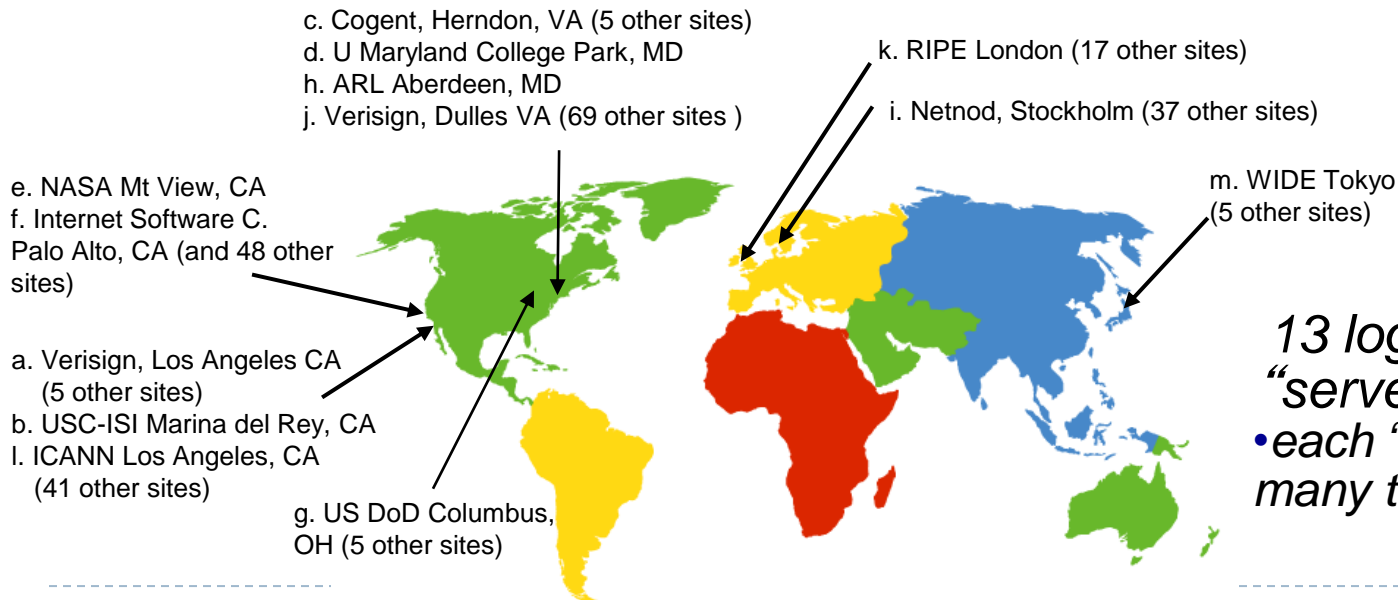 c. Cogent, Herndon, VA (5 other sites)
d. U Maryland College Park, MD
h. ARL Aberdeen, MD
j. Verisign, Dulles VA (69 other sites )
k. RIPE London (17 other sites)
i. Netnod, Stockholm (37 other sites)
m. WIDE Tokyo
(5 other sites)
e. NASA Mt View, CA
f. Internet Software C.
Palo Alto, CA (and 48 other
sites)
a. Verisign, Los Angeles CA
(5 other sites)
b. USC-ISI Marina del Rey, CA
l. ICANN Los Angeles, CA
(41 other sites)
g. US DoD Columbus,
OH (5 other sites)
13
•each
many